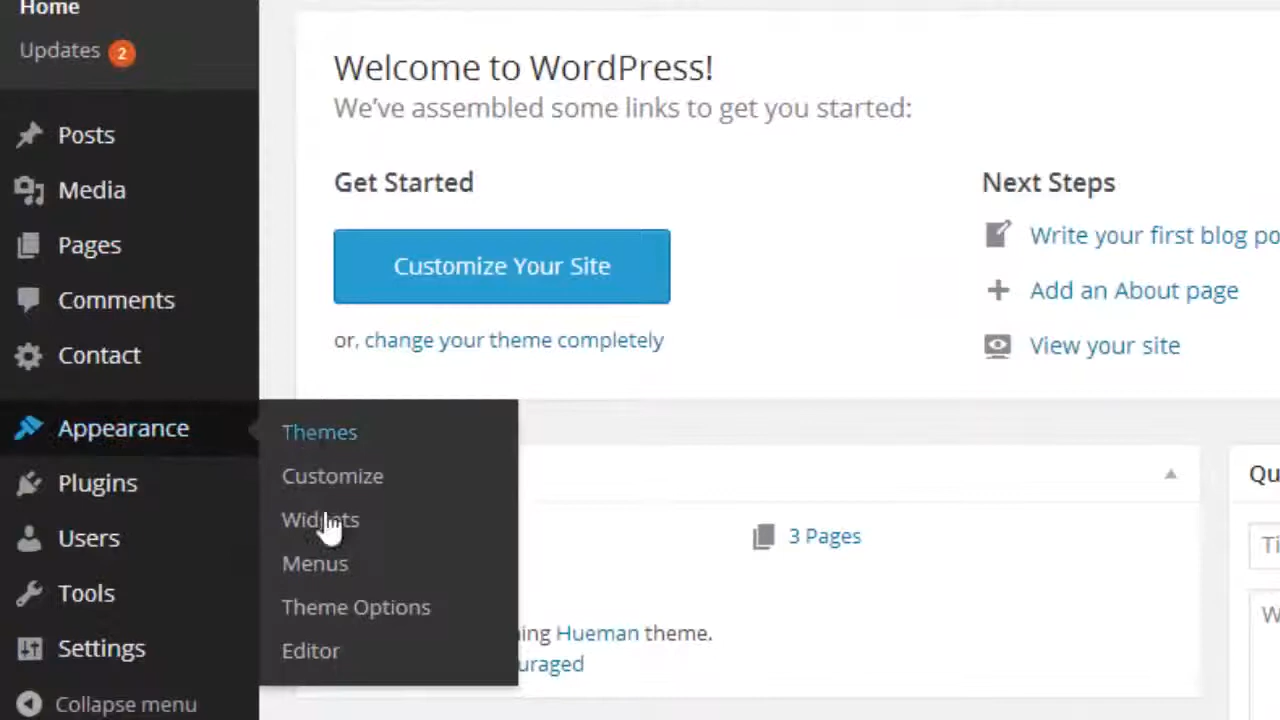 Home
Updates 2
Posts
Media
Pages
Comments
Contact
Appearance
Plugins
Users
Tools
Settings
Collapse menu
Themes
Customize
Widgets
Menus
Theme Options
Editor
Welcome to WordPress!
We've assembled some links to get you started:
Get Started
Customize Your Site
or, change your theme completely
Next Steps
Write your first blog po
Add an About page
View your site
3 Pages
ing Hueman theme.
uraged
Qu
Ti
W